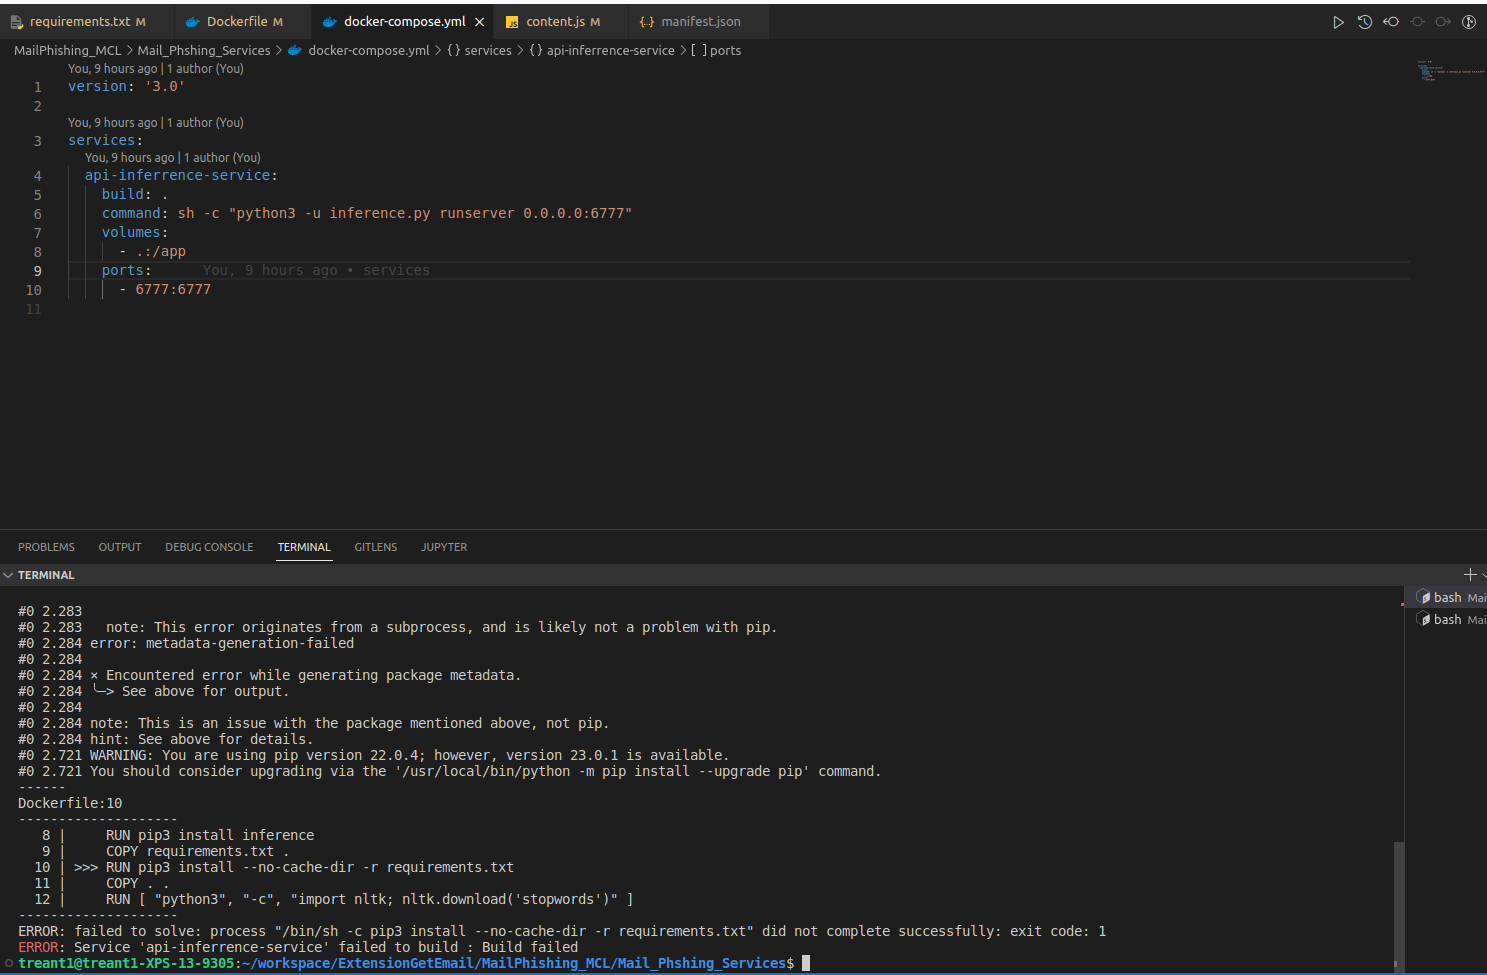 requirements.txt M
Dockerfile M
docker-compose.yml
JS content.js M
{..} manifest.json
MailPhishing_MCL > Mail_Phshing_Services > docker-compose.yml > {} services > {} api-inferrence-service > [ ] ports
You, 9 hours ago | 1 author (You)
1 version: '3.0'
2
You, 9 hours ago | 1 author (You)
3 services:
You, 9 hours ago | 1 author (You)
4 api-inferrence-service:
5 build: .
6 command: sh -c "python3 -u inference.py runserver 0.0.0.0:6777"
7 volumes:
8 - .:/app
9 ports: You, 9 hours ago • services
10 - 6777:6777
11
PROBLEMS OUTPUT DEBUG CONSOLE TERMINAL GITLENS JUPYTER
TERMINAL
bash Mai
bash Mai
#0 2.283
#0 2.283 note: This error originates from a subprocess, and is likely not a problem with pip.
#0 2.284 error: metadata-generation-failed
#0 2.284
#0 2.284 × Encountered error while generating package metadata.
#0 2.284 ╰─> See above for output.
#0 2.284
#0 2.284 note: This is an issue with the package mentioned above, not pip.
#0 2.284 hint: See above for details.
#0 2.721 WARNING: You are using pip version 22.0.4; however, version 23.0.1 is available.
#0 2.721 You should consider upgrading via the '/usr/local/bin/python -m pip install --upgrade pip' command.
------
Dockerfile:10
--------------------
8 | RUN pip3 install inference
9 | COPY requirements.txt .
10 | >>> RUN pip3 install --no-cache-dir -r requirements.txt
11 | COPY . .
12 | RUN [ "python3", "-c", "import nltk; nltk.download('stopwords')" ]
--------------------
ERROR: failed to solve: process "/bin/sh -c pip3 install --no-cache-dir -r requirements.txt" did not complete successfully: exit code: 1
ERROR: Service 'api-inferrence-service' failed to build : Build failed
treant1@treant1-XPS-13-9305:~/workspace/ExtensionGetEmail/MailPhishing_MCL/Mail_Phshing_Services$